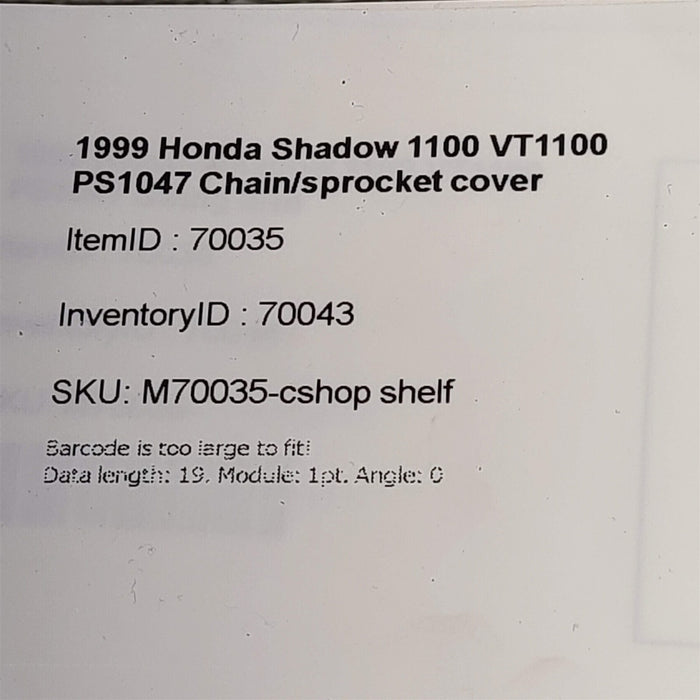 1999 Honda Shadow 1100 VT1100
PS1047 Chain/sprocket cover
ItemID : 70035
InventoryID : 70043
SKU: M70035-cshop shelf
Barcode is too large to fit!
Data length: 19, Module: 1pt. Angle: 0